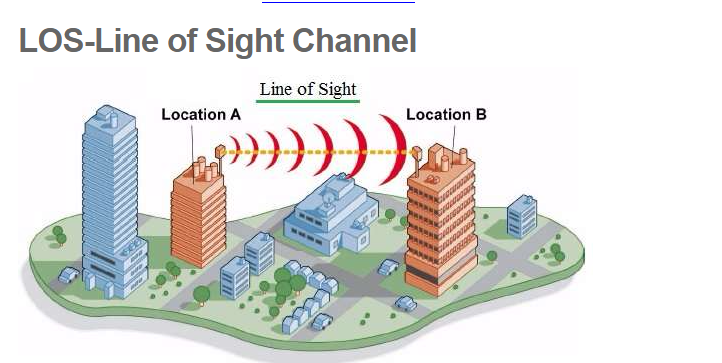 LOS-Line of Sight Channel
Line of Sight
Location A
Location B